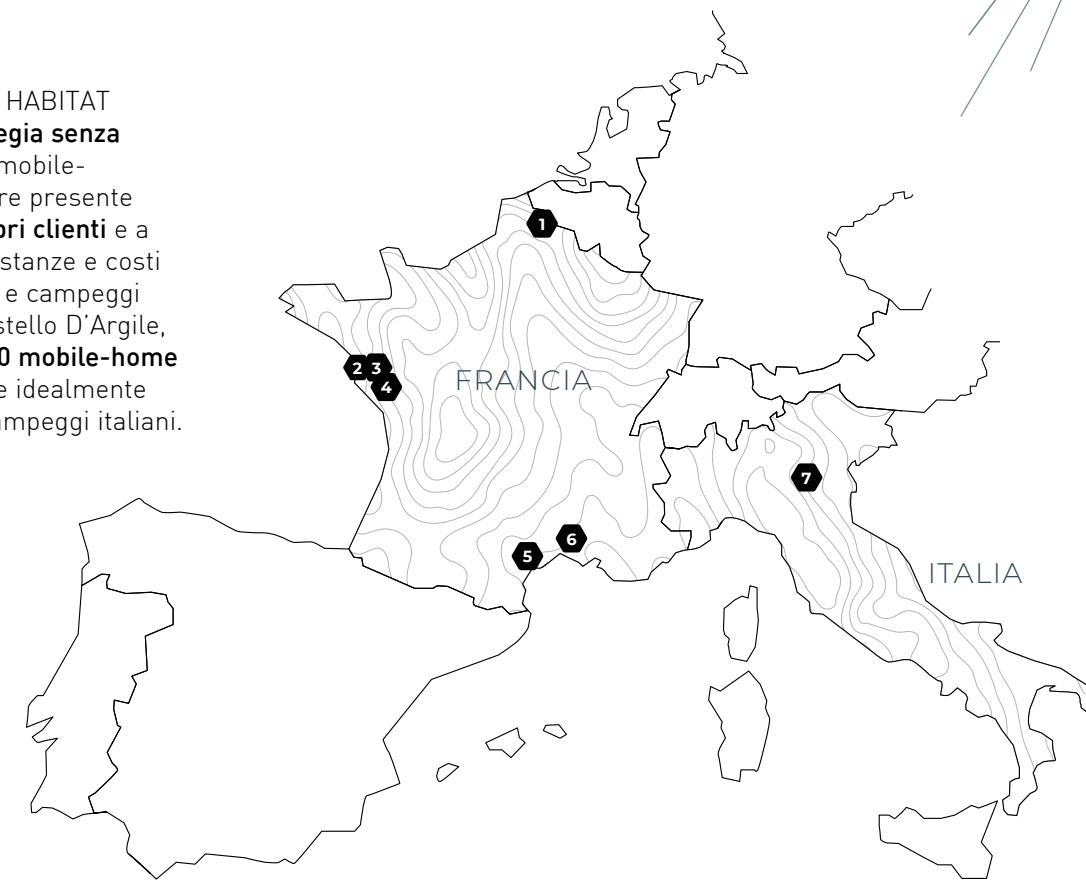 HABITAT
egia senza
mobile-
re presente
pri clienti e a
stanze e costi
e campeggi
stello D'Argile,
0 mobile-home
e idealmente
ampeggi italiani.
1
2 3
4
FRANCIA
7
5
6
ITALIA